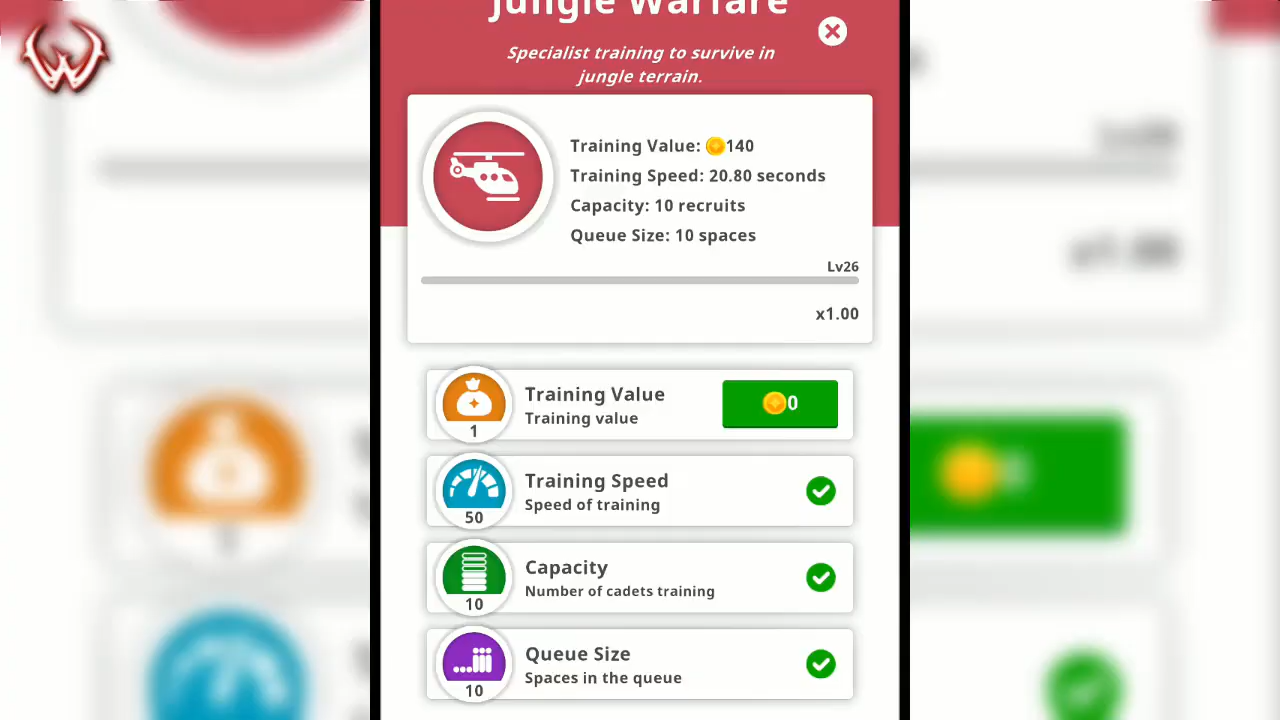 W
Jungle Warfare
Specialist training to survive in
jungle terrain.
Training Value: 140
Training Speed: 20.80 seconds
Capacity: 10 recruits
Queue Size: 10 spaces
Lv26
x1.00
Training Value
Training value
1
0
Training Speed
Speed of training
50
Capacity
Number of cadets training
10
Queue Size
Spaces in the queue
10